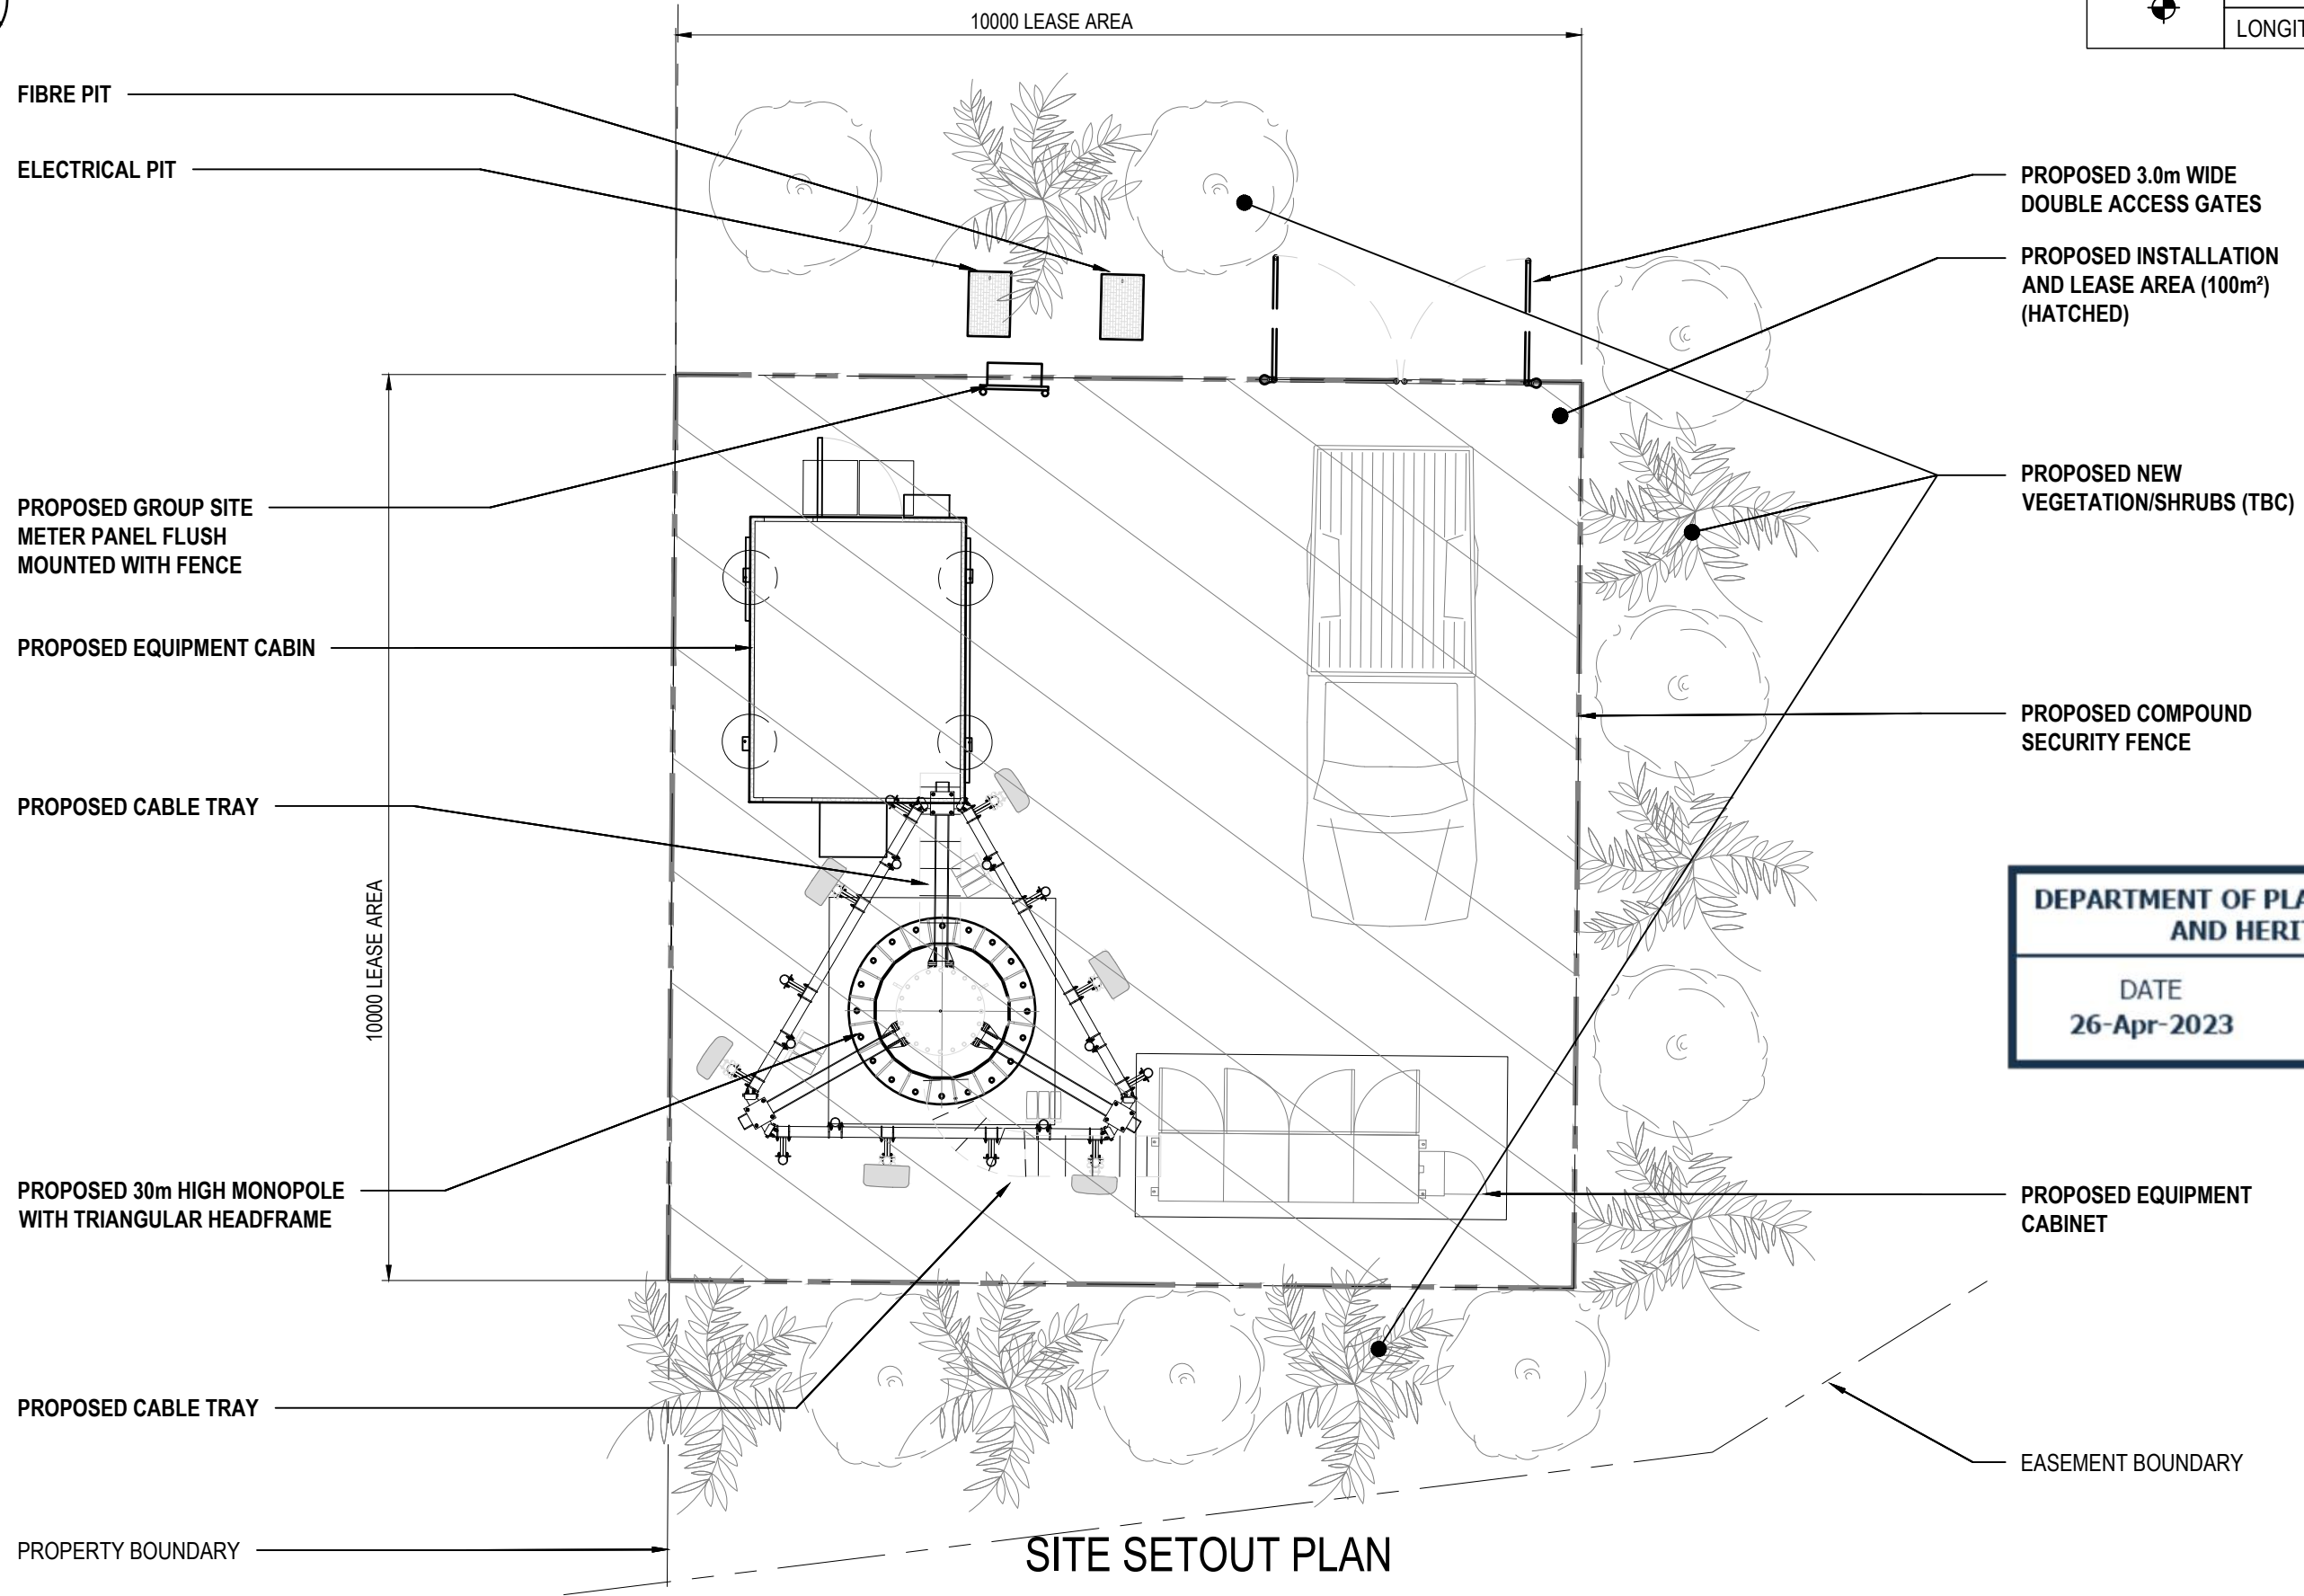 10000 LEASE AREA
FIBRE PIT
ELECTRICAL PIT
PROPOSED GROUP SITE
METER PANEL FLUSH
MOUNTED WITH FENCE
PROPOSED EQUIPMENT CABIN
PROPOSED CABLE TRAY
10000 LEASE AREA
PROPOSED 30m HIGH MONOPOLE
WITH TRIANGULAR HEADFRAME
PROPOSED CABLE TRAY
PROPERTY BOUNDARY
PROPOSED 3.0m WIDE
DOUBLE ACCESS GATES
PROPOSED INSTALLATION
AND LEASE AREA (100m²)
(HATCHED)
PROPOSED NEW
VEGETATION/SHRUBS (TBC)
PROPOSED COMPOUND
SECURITY FENCE
DEPARTMENT OF PLA
AND HERI
DATE
26-Apr-2023
PROPOSED EQUIPMENT
CABINET
EASEMENT BOUNDARY
SITE SETOUT PLAN
LONGIT